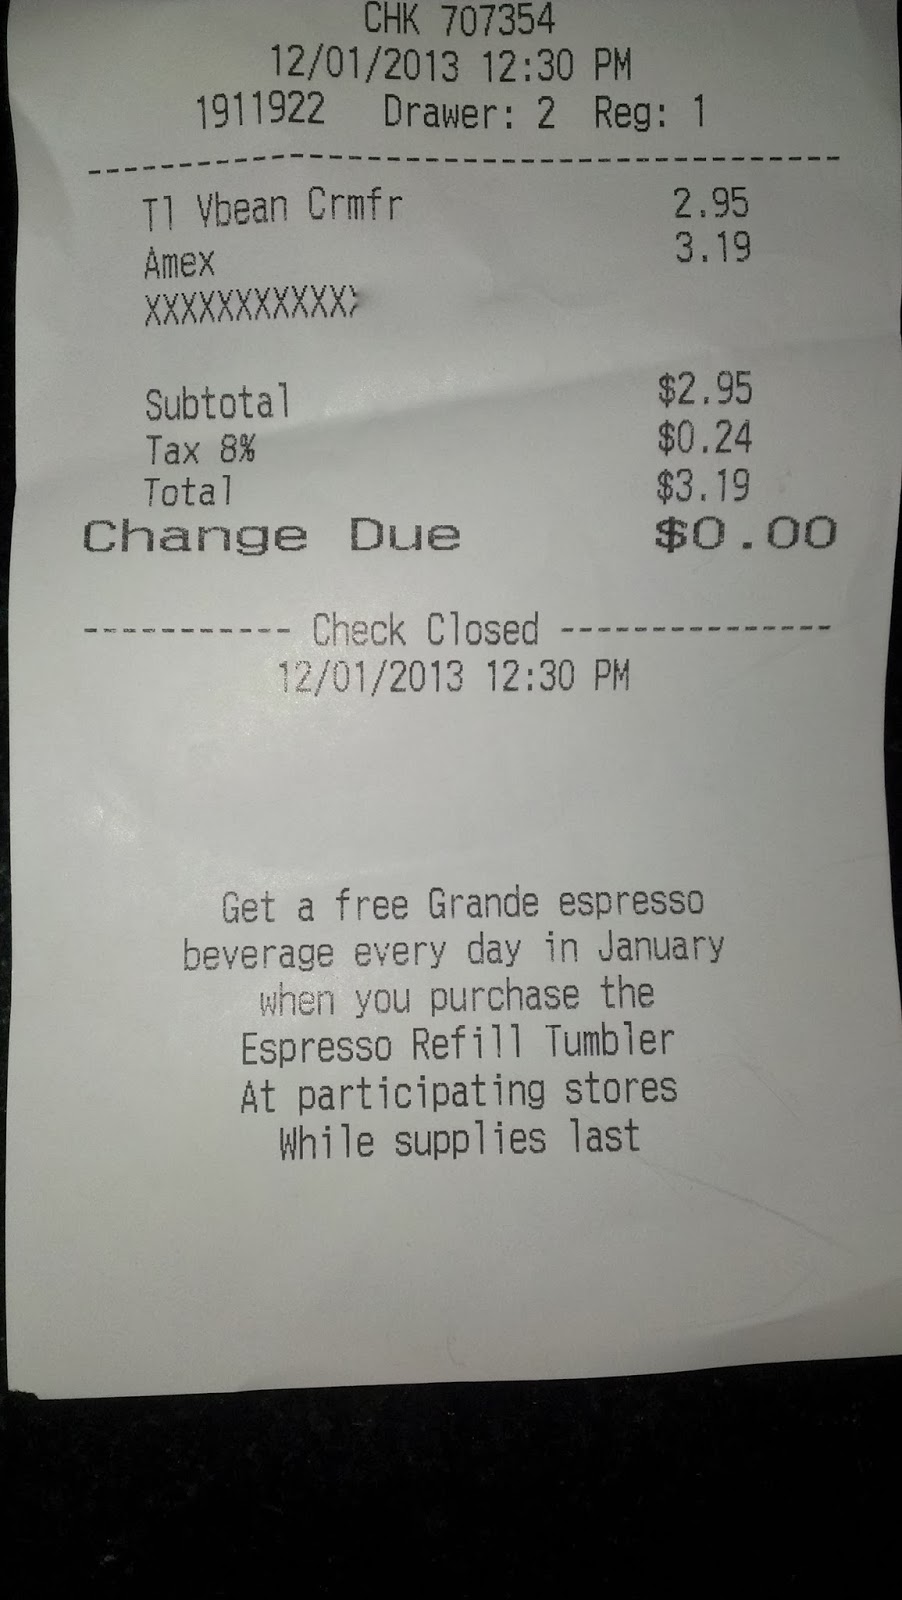 CHK 707354
12/01/2013 12:30 PM
1911922 Drawer: 2 Reg: 1
--------------------------------------
Tl Vbean Crmfr 2.95
Amex 3.19
XXXXXXXXXXXX
Subtotal $2.95
Tax 8% $0.24
Total $3.19
Change Due $0.00
----------- Check Closed --------------
12/01/2013 12:30 PM
Get a free Grande espresso
beverage every day in January
when you purchase the
Espresso Refill Tumbler
At participating stores
While supplies last